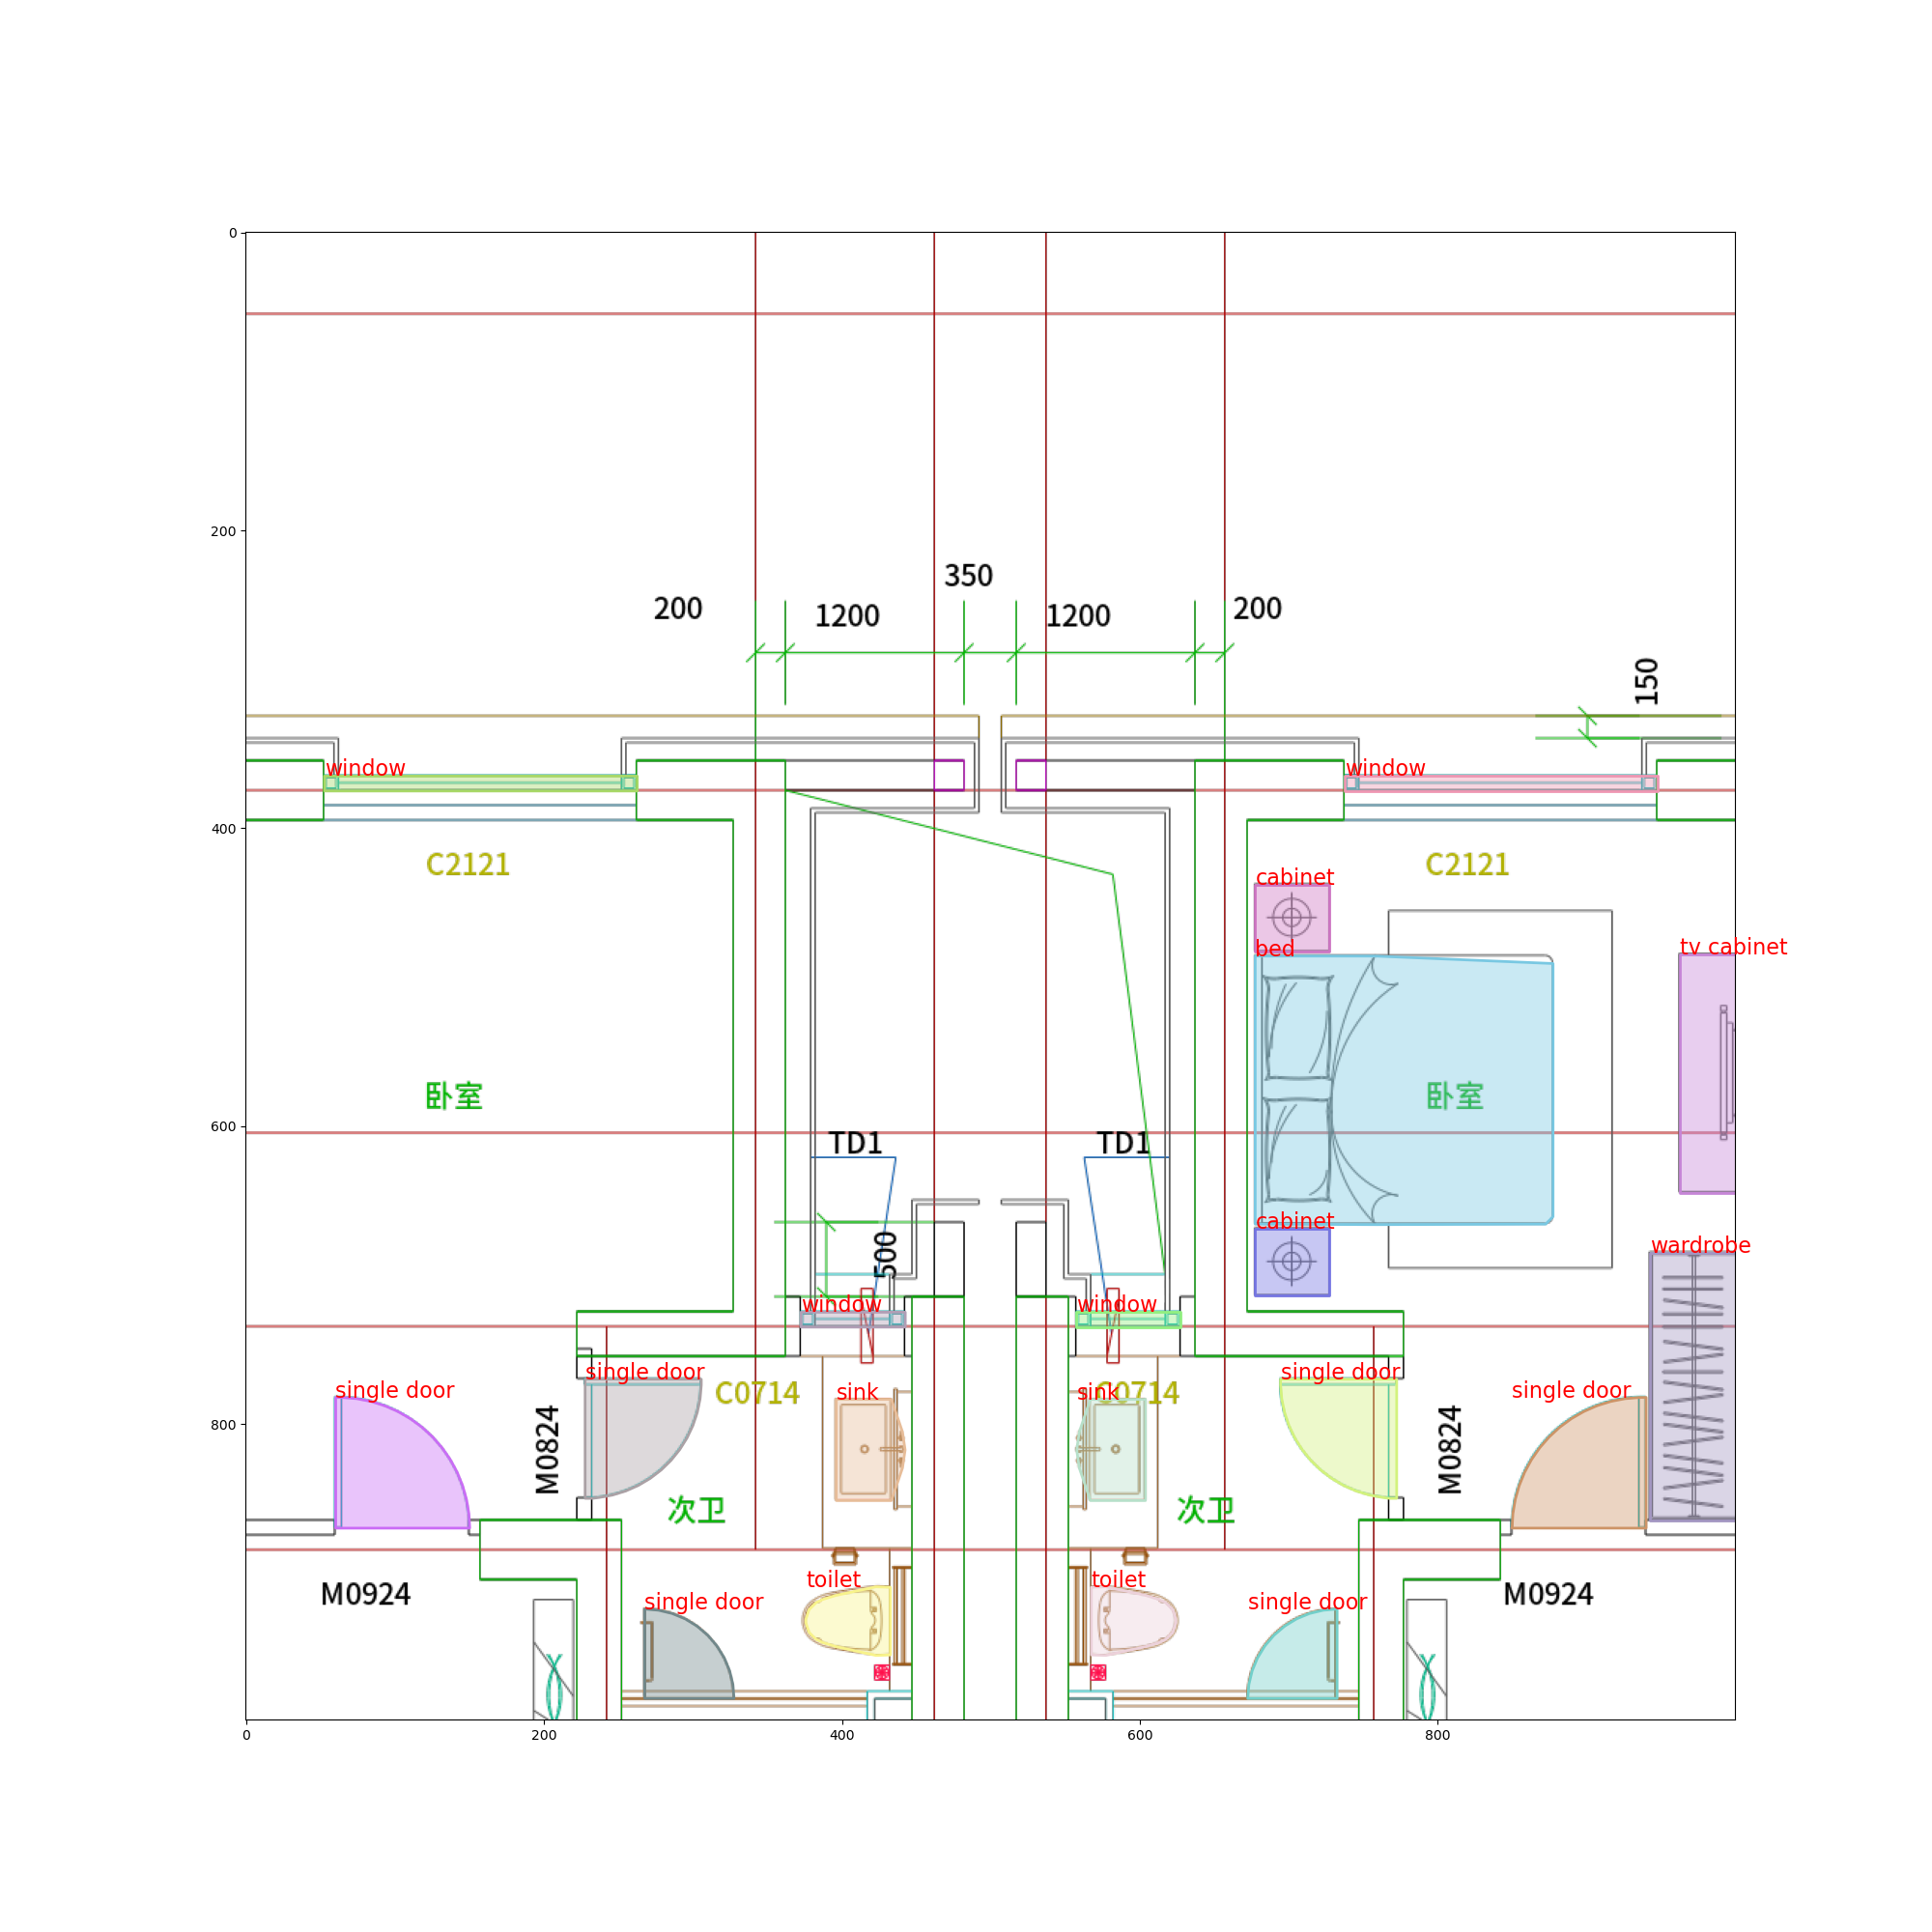 0
200
400
600
800
0
200
400
600
800
350
200
1200
1200
200
150
window
window
C2121
C2121
cabinet
bed
tv cabinet
卧室
卧室
TD1
TD1
cabinet
500
wardrobe
window
window
single door
single door
single door
single door
C0714
C0714
sink
sink
M0824
M0824
次卫
次卫
M0924
M0924
toilet
toilet
single door
single door